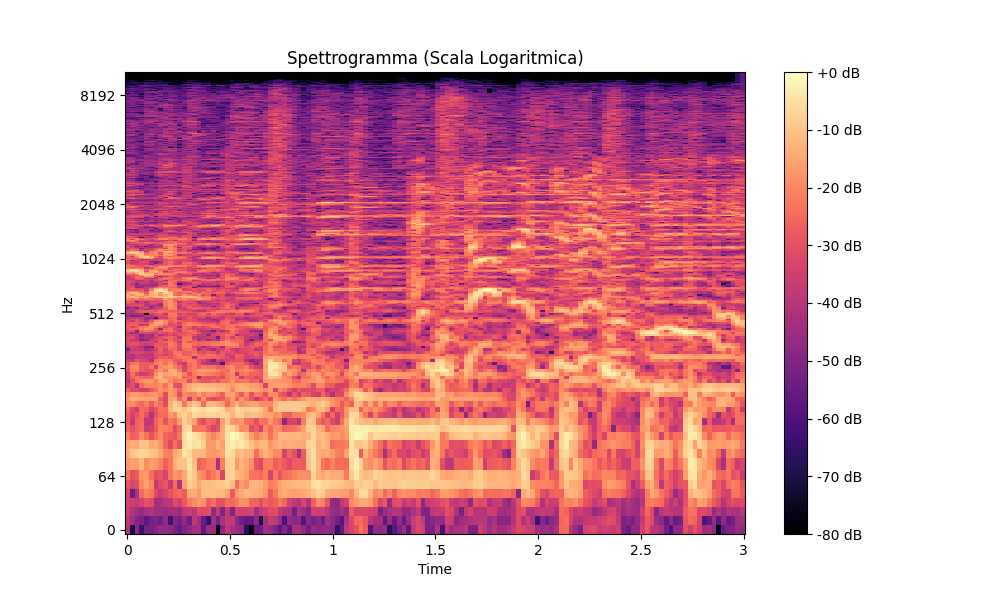 Spettrogramma (Scala Logaritmica)
Hz
8192
4096
2048
1024
512
256
128
64
0
0
0.5
1
1.5
2
2.5
3
Time
+0 dB
-10 dB
-20 dB
-30 dB
-40 dB
-50 dB
-60 dB
-70 dB
-80 dB